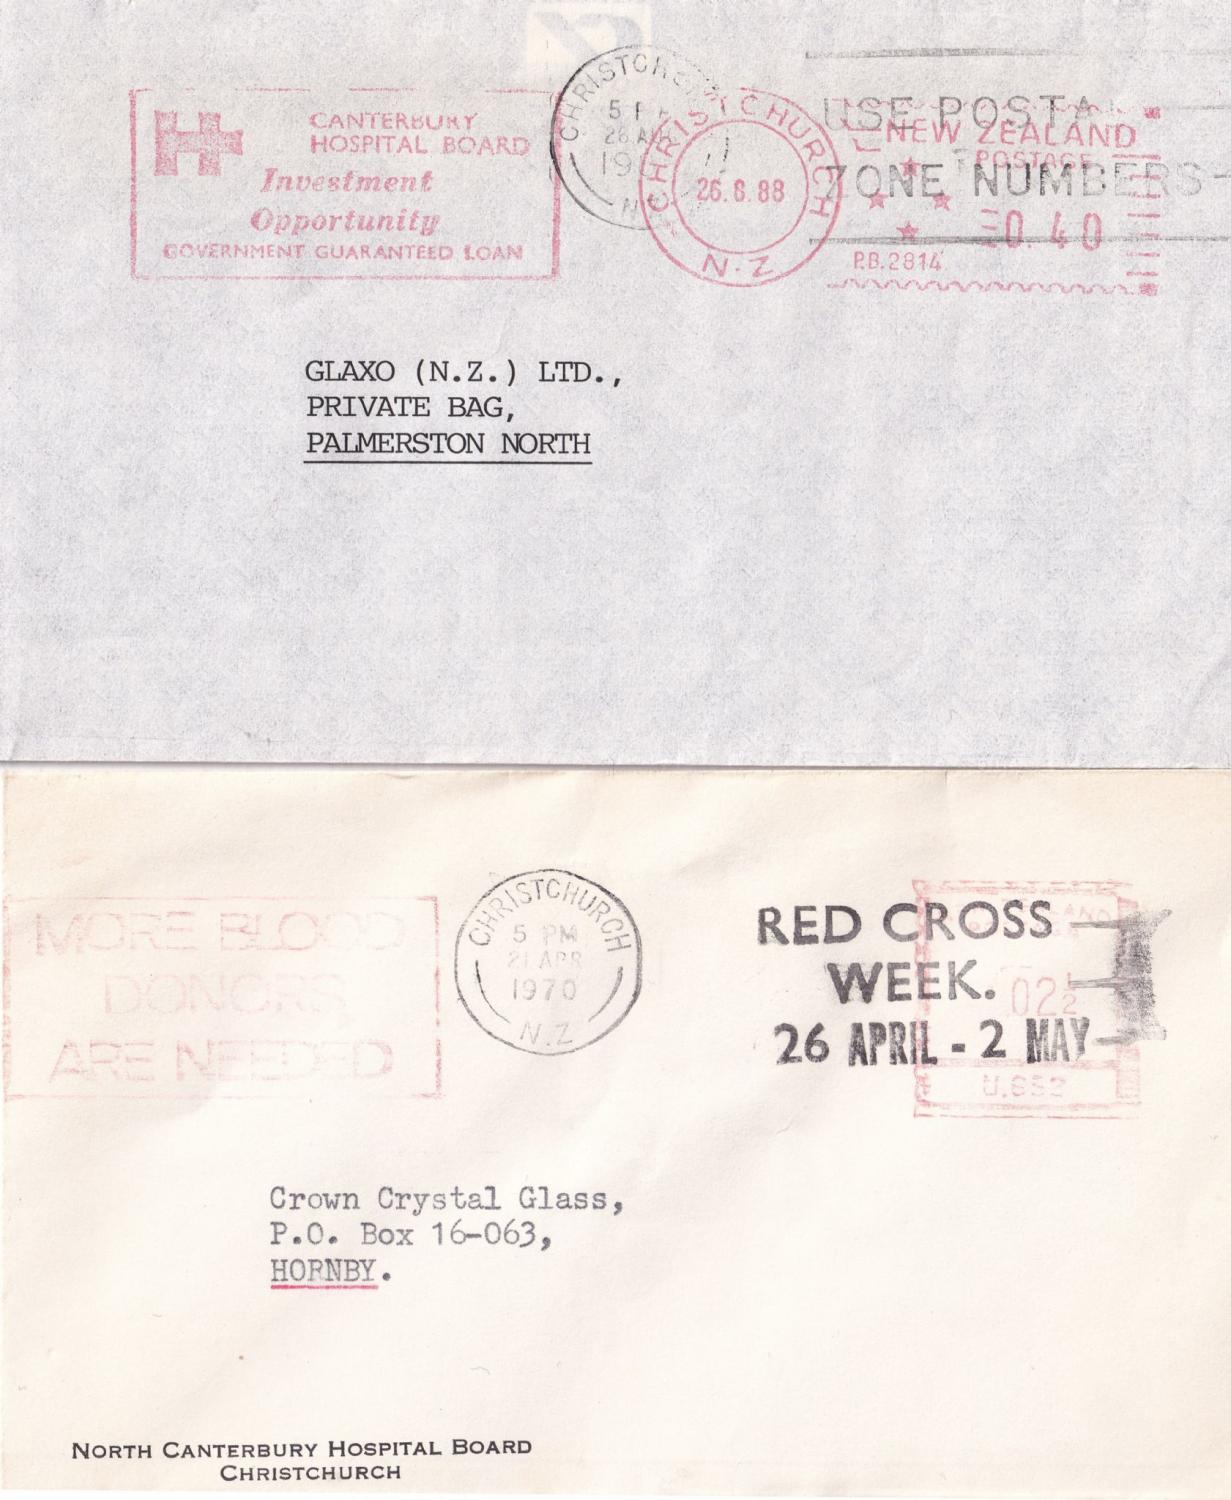 CANTERBURY
HOSPITAL BOARD
Investment
Opportunity
GOVERNMENT GUARANTEED LOAN
CHRISTCHURCH
5 P
26 A
19
N
CHRISTCHURCH
26.8.88
N.Z
USE POSTAL
ZONE NUMBERS
NEW ZEALAND
POSTAGE
0.40
P.B.2814
GLAXO (N.Z.) LTD.,
PRIVATE BAG,
PALMERSTON NORTH
MORE BLOOD
DONORS
ARE NEEDED
CHRISTCHURCH
5 PM
21 APR
1970
N.Z
RED CROSS
WEEK.
26 APRIL - 2 MAY
02½
Crown Crystal Glass,
P.O. Box 16-063,
HORNBY.
NORTH CANTERBURY HOSPITAL BOARD
CHRISTCHURCH